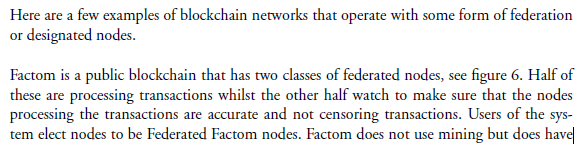 Here are a few examples of blockchain networks that operate with some form of federation
or designated nodes.
Factom is a public blockchain that has two classes of federated nodes, see figure 6. Half of
these are processing transactions whilst the other half watch to make sure that the nodes
processing the transactions are accurate and not censoring transactions. Users of the sys-
tem elect nodes to be Federated Factom nodes. Factom does not use mining but does have